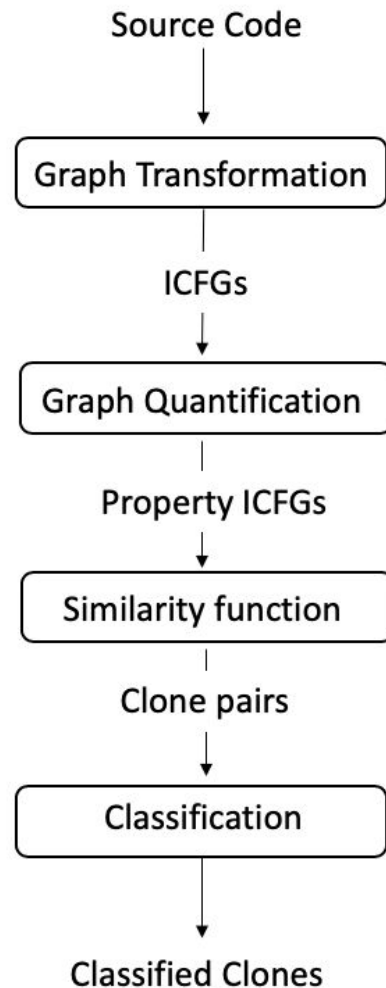 Source Code
Graph Transformation
ICFGs
Graph Quantification
Property ICFGs
Similarity function
Clone pairs
Classification
Classified Clones